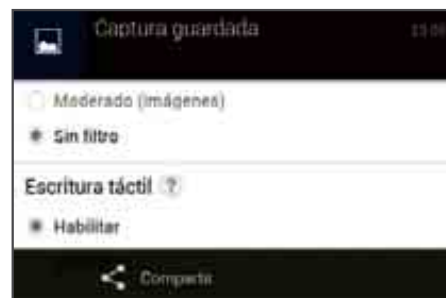 Captura guardada
Moderado (imágenes)
Sin filtro
Escritura táctil ?
Habilitar
Compartir